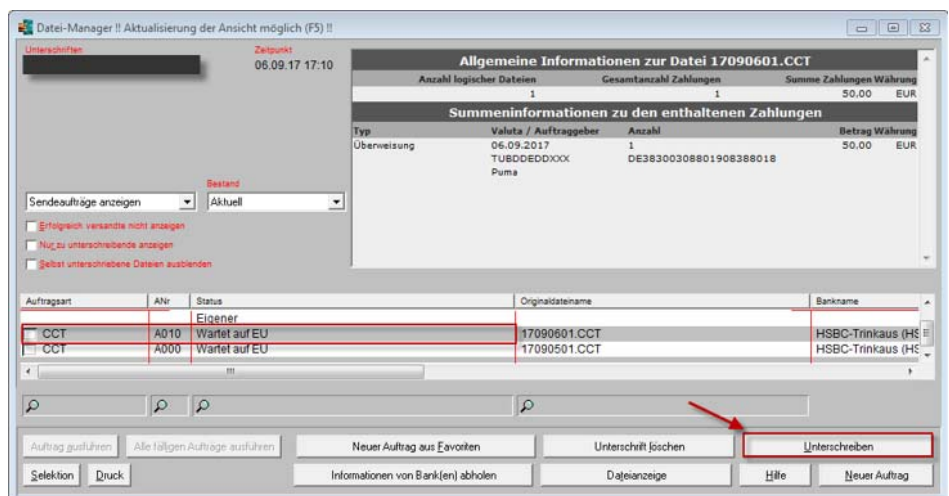 Datei-Manager !! Aktualisierung der Ansicht möglich (F5) !!
Unterschriften Zeitpunkt
06.09.17 17:10
Allgemeine Informationen zur Datei 17090601.CCT
Anzahl logischer Dateien Gesamtanzahl Zahlungen Summe Zahlungen Währung
1 1 50,00 EUR
Summeninformationen zu den enthaltenen Zahlungen
Typ Valuta / Auftraggeber Anzahl Betrag Währung
Überweisung 06.09.2017 1 50,00 EUR
TUBDDEDDXXX DE38300308801908388018
Puma
Bestand
Sendeaufträge anzeigen Aktuell
Erfolgreich versandte nicht anzeigen
Nur zu unterschreibende anzeigen
Selbst unterschriebene Dateien ausblenden
Auftragsart ANr Status Originaldateiname Bankname
Eigener
CCT A010 Wartet auf EU 17090601.CCT HSBC-Trinkaus (HS
CCT A000 Wartet auf EU 17090501.CCT HSBC-Trinkaus (HS
Auftrag ausführen Alle fälligen Aufträge ausführen Neuer Auftrag aus Favoriten Unterschrift löschen Unterschreiben
Selektion Druck Informationen von Bank(en) abholen Dateianzeige Hilfe Neuer Auftrag